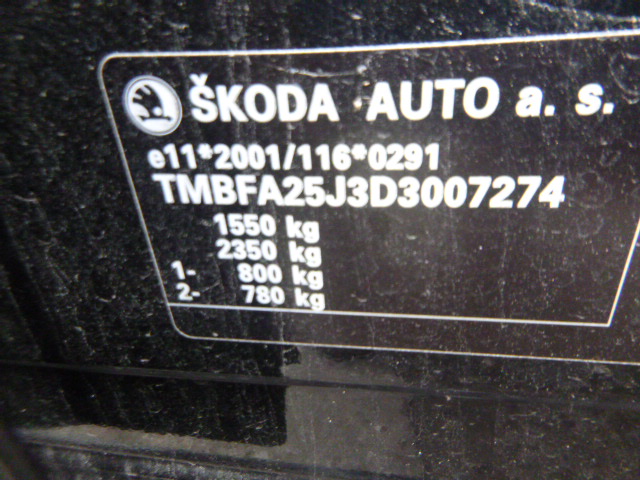 ŠKODA AUTO a. s.
e11*2001/116*0291
TMBFA25J3D3007274
1550 kg
2350 kg
1- 800 kg
2- 780 kg